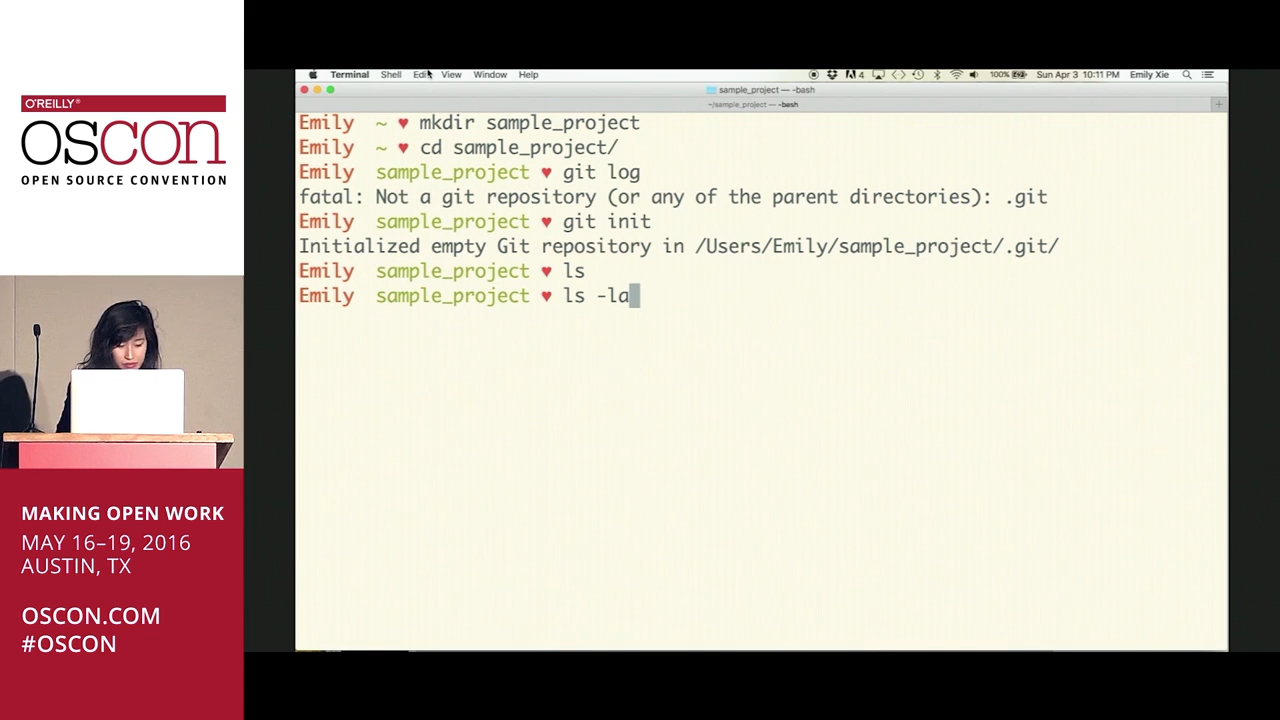 O'REILLY®
OSCON
OPEN SOURCE CONVENTION
MAKING OPEN WORK
MAY 16–19, 2016
AUSTIN, TX
OSCON.COM
#OSCON
Terminal Shell Edit View Window Help
4 100% Sun Apr 3 10:11 PM Emily Xie
sample_project — -bash
~/sample_project — -bash
Emily ~ ♥ mkdir sample_project
Emily ~ ♥ cd sample_project/
Emily sample_project ♥ git log
fatal: Not a git repository (or any of the parent directories): .git
Emily sample_project ♥ git init
Initialized empty Git repository in /Users/Emily/sample_project/.git/
Emily sample_project ♥ ls
Emily sample_project ♥ ls -la